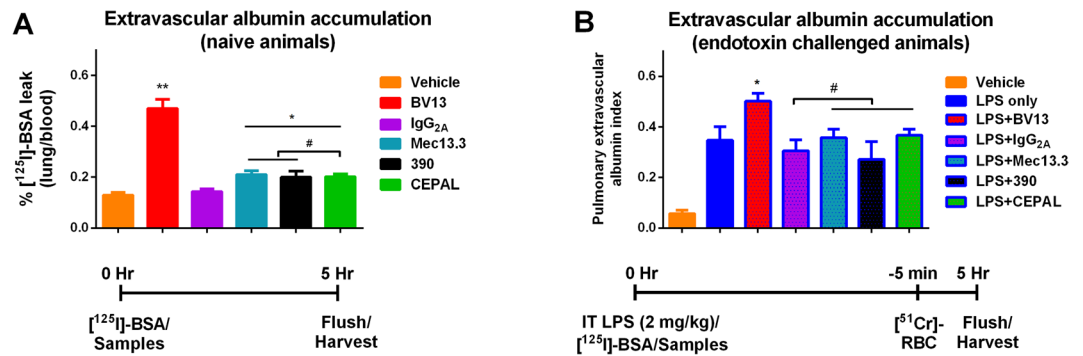 A
Extravascular albumin accumulation
(naive animals)
% [¹²⁵I]-BSA leak
(lung/blood)
0.6
0.4
0.2
0.0
**
*
#
Vehicle
BV13
IgG₂A
Mec13.3
390
CEPAL
0 Hr
5 Hr
[¹²⁵I]-BSA/
Samples
Flush/
Harvest
B
Extravascular albumin accumulation
(endotoxin challenged animals)
Pulmonary extravascular
albumin index
0.6
0.4
0.2
0.0
*
#
Vehicle
LPS only
LPS+BV13
LPS+IgG₂A
LPS+Mec13.3
LPS+390
LPS+CEPAL
0 Hr
-5 min
5 Hr
IT LPS (2 mg/kg)/
[¹²⁵I]-BSA/Samples
[⁵¹Cr]-
RBC
Flush/
Harvest